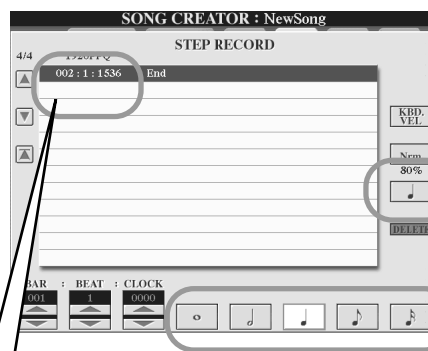 SONG CREATOR : NewSong
STEP RECORD
4/4
1920PPQ
002 : 1 : 1536 End
KBD.
VEL
Nrm
80%
DELETE
BAR : BEAT : CLOCK
001 1 0000